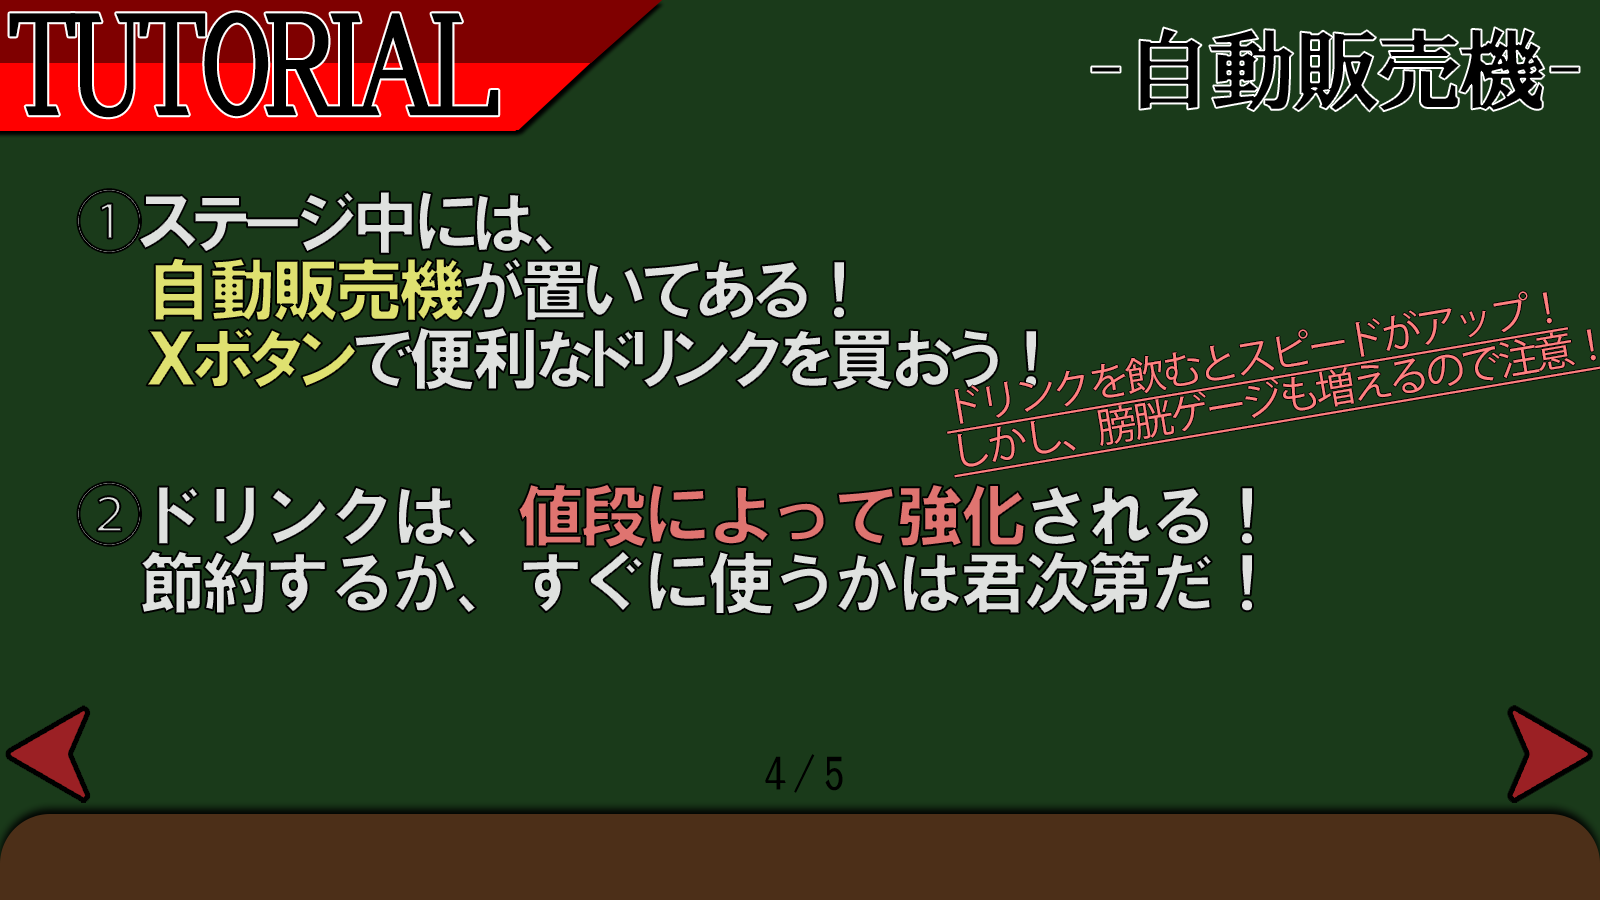 TUTORIAL
-自動販売機-
①ステージ中には、
自動販売機が置いてある！
Xボタンで便利なドリンクを買おう！
ドリンクを飲むとスピードがアップ！
しかし、膀胱ゲージも増えるので注意！
②ドリンクは、値段によって強化される！
節約するか、すぐに使うかは君次第だ！
4/5